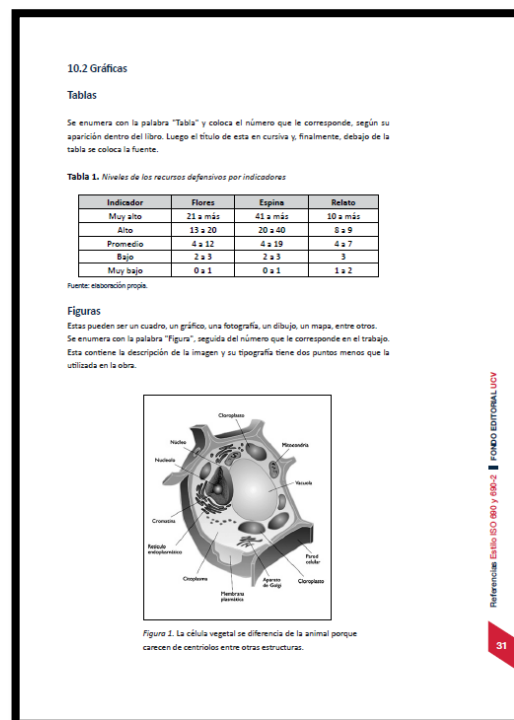 10.2 Gráficas
Tablas
Se enumera con la palabra "Tabla" y coloca el número que le corresponde, según su
aparición dentro del libro. Luego el título de esta en cursiva y, finalmente, debajo de la
tabla se coloca la fuente.
Tabla 1. Niveles de los recursos defensivos por indicadores
Indicador Flores Espina Relato
Muy alto 21 a más 41 a más 10 a más
Alto 13 a 20 20 a 40 8 a 9
Promedio 4 a 12 4 a 19 4 a 7
Bajo 2 a 3 2 a 3 3
Muy bajo 0 a 1 0 a 1 1 a 2
Fuente: elaboración propia.
Figuras
Estas pueden ser un cuadro, un gráfico, una fotografía, un dibujo, un mapa, entre otros.
Se enumera con la palabra "Figura", seguida del número que le corresponde en el trabajo.
Esta contiene la descripción de la imagen y su tipografía tiene dos puntos menos que la
utilizada en la obra.
Cloroplasto
Núcleo
Mitocondria
Nucleolo
Vacuola
Cromatina
Retículo
endoplasmático
Pared
celular
Citoplasma
Aparato
de Golgi
Cloroplasto
Membrana
plasmática
Figura 1. La célula vegetal se diferencia de la animal porque
carecen de centriolos entre otras estructuras.
Referencias Estilo ISO 690 y 690-2 FONDO EDITORIAL UCV
31